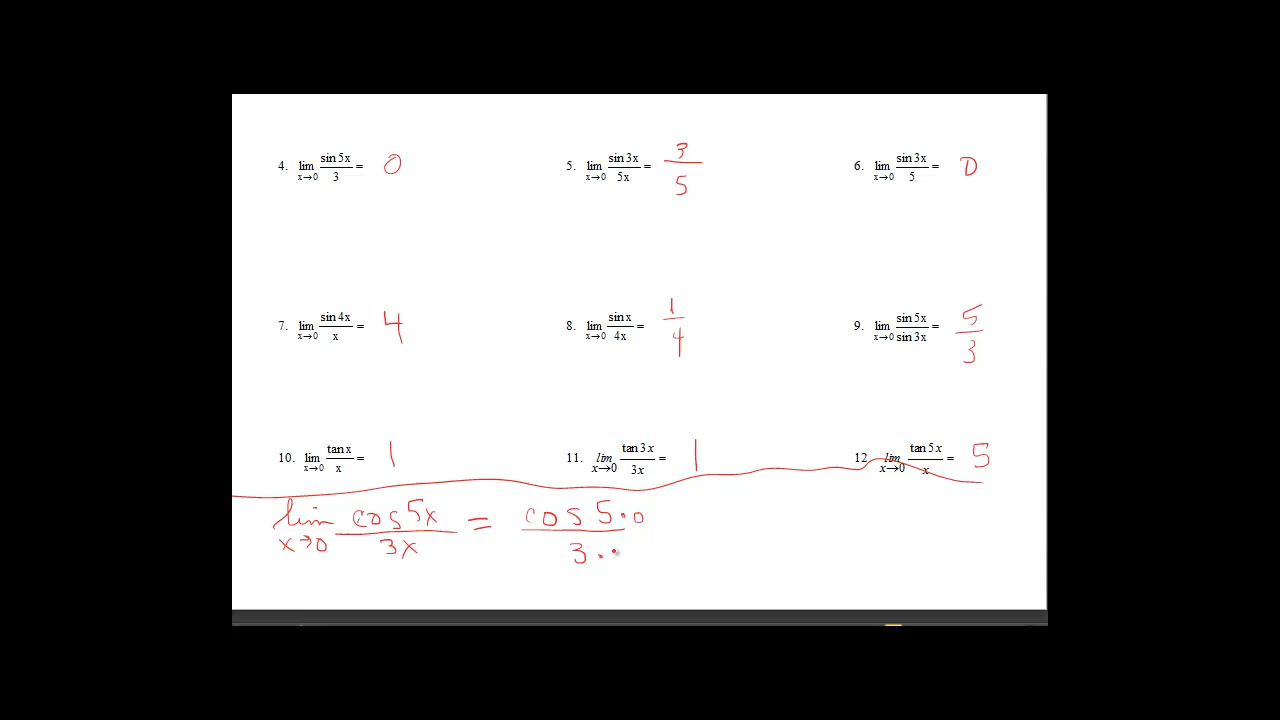 4. lim x→0 sin 5x / 3 = 0
5. lim x→0 sin 3x / 5x = 3/5
6. lim x→0 sin 3x / 5 = 0
7. lim x→0 sin 4x / x = 4
8. lim x→0 sin x / 4x = 1/4
9. lim x→0 sin 5x / sin 3x = 5/3
10. lim x→0 tan x / x = 1
11. lim x→0 tan 3x / 3x = 1
12 lim x→0 tan 5x / x = 5
lim x→0 cos 5x / 3x = cos 5·0 / 3·